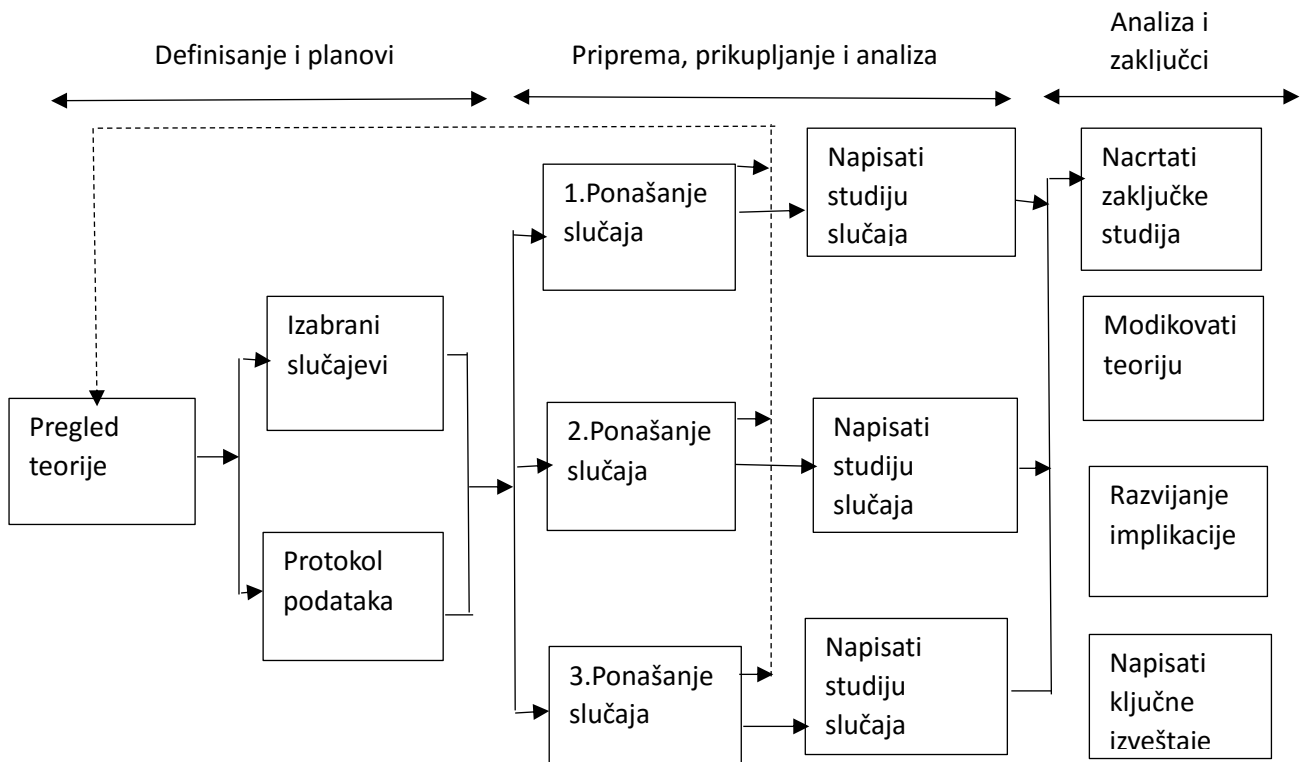 Definisanje i planovi
Priprema, prikupljanje i analiza
Analiza i
zaključci
Pregled
teorije
Izabrani
slučajevi
Protokol
podataka
1.Ponašanje
slučaja
2.Ponašanje
slučaja
3.Ponašanje
slučaja
Napisati
studiju
slučaja
Napisati
studiju
slučaja
Napisati
studiju
slučaja
Nacrtati
zaključke
studija
Modikovati
teoriju
Razvijanje
implikacije
Napisati
ključne
izveštaje